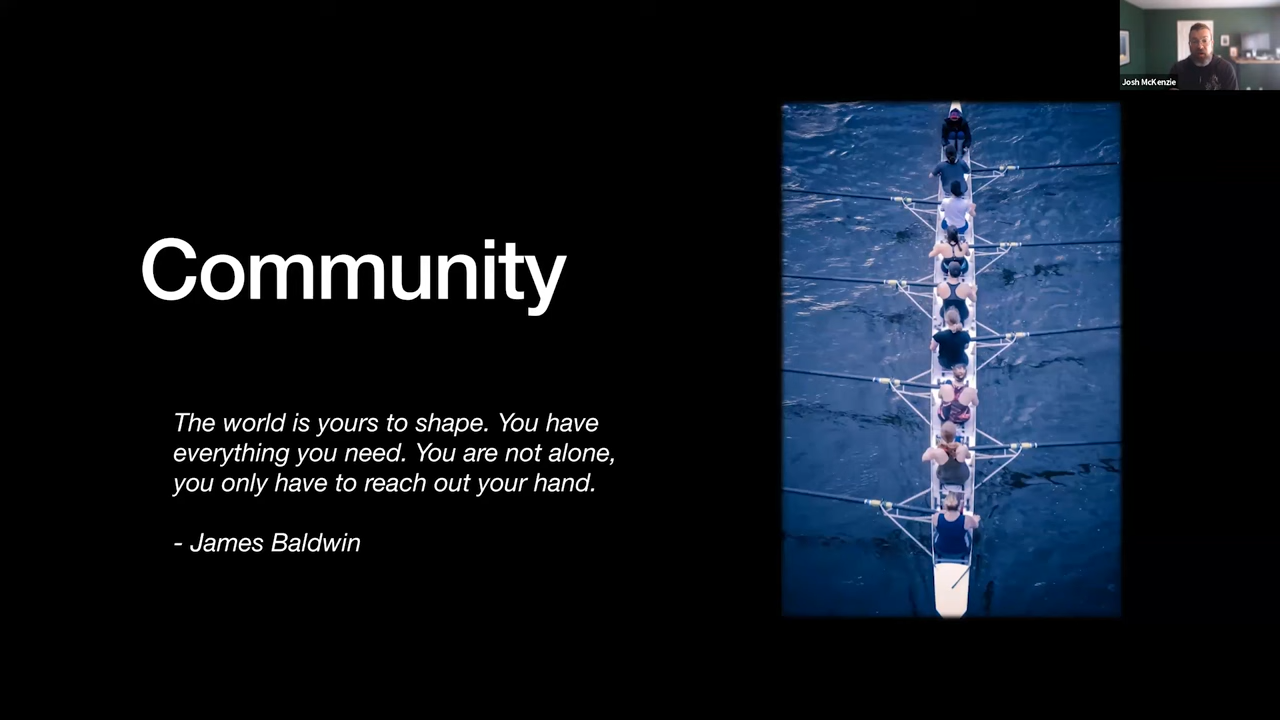 Josh McKenzie
Community
The world is yours to shape. You have
everything you need. You are not alone,
you only have to reach out your hand.
- James Baldwin